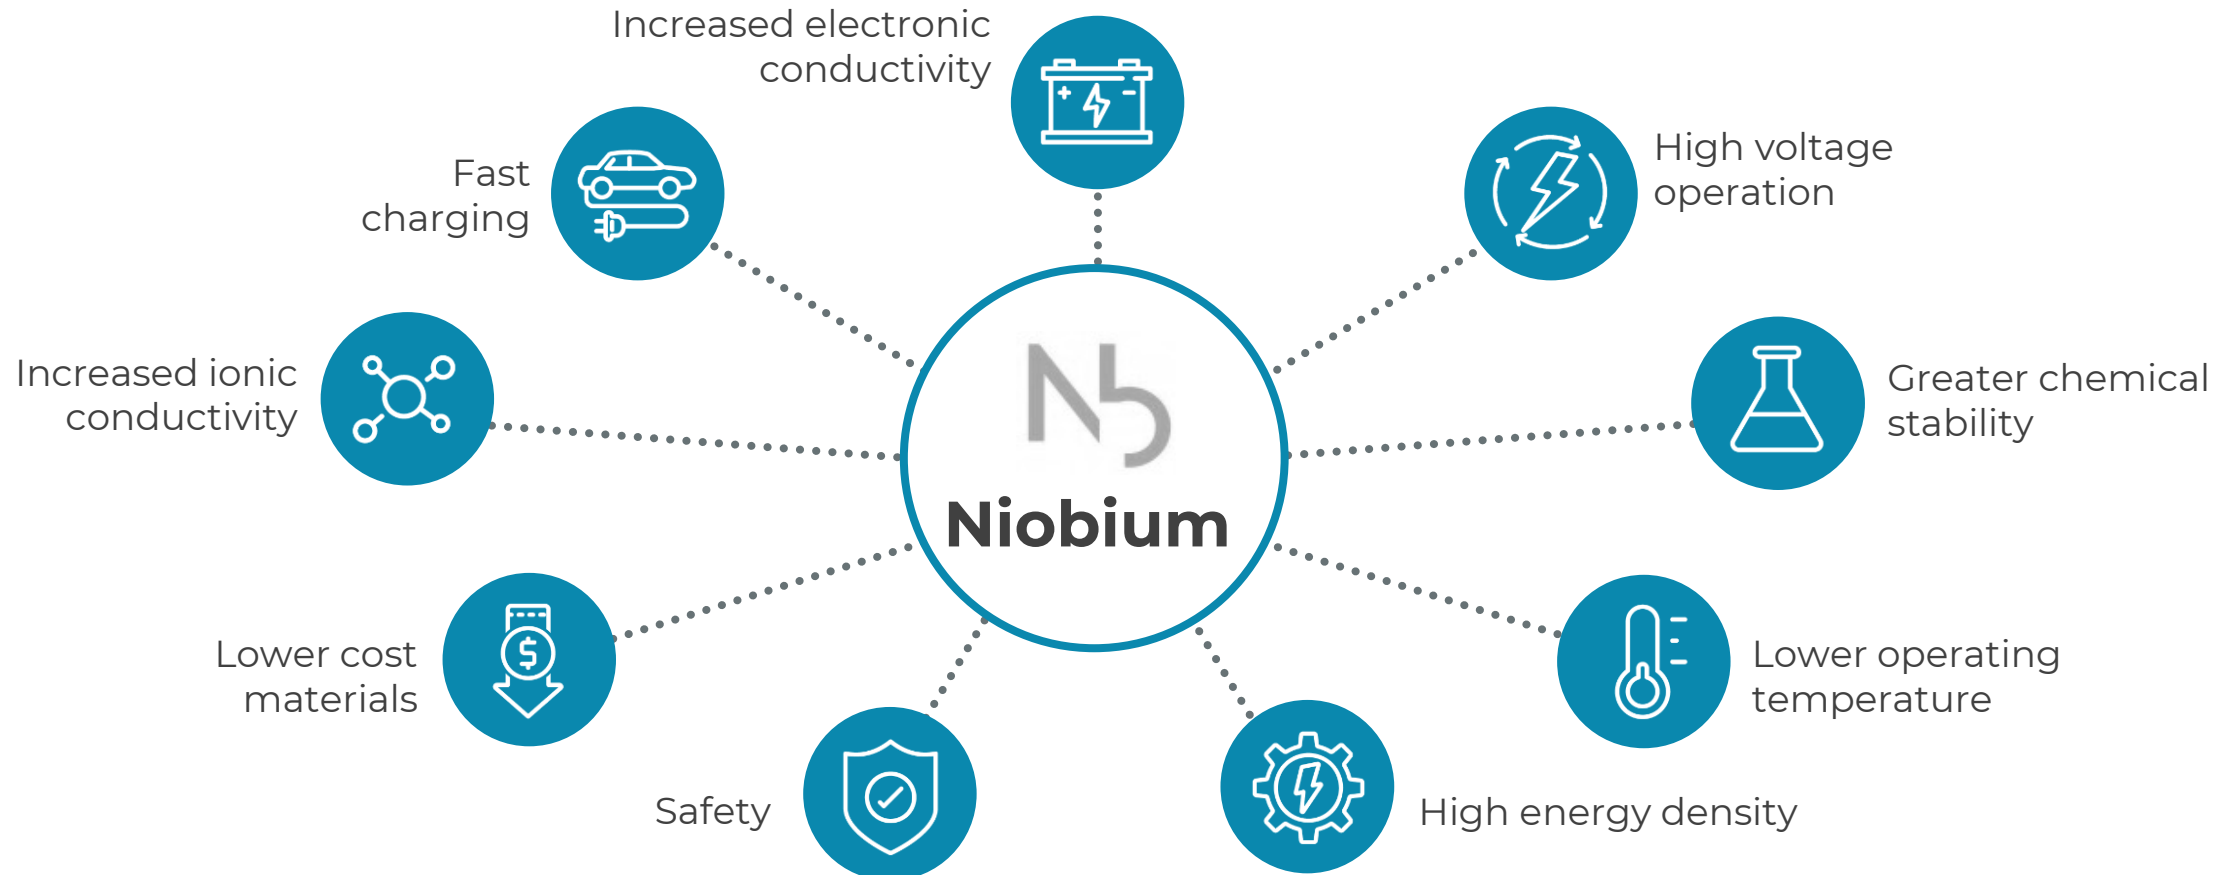 Increased electronic
conductivity
High voltage
operation
Fast
charging
Greater chemical
stability
Increased ionic
conductivity
Nb
Niobium
Lower operating
temperature
Lower cost
materials
$
Safety
High energy density